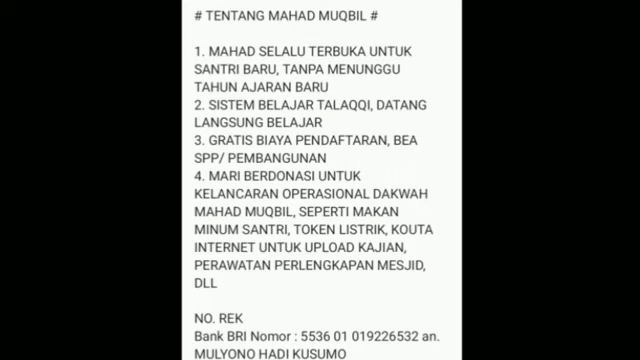 # TENTANG MAHAD MUQBIL #
1. MAHAD SELALU TERBUKA UNTUK
SANTRI BARU, TANPA MENUNGGU
TAHUN AJARAN BARU
2. SISTEM BELAJAR TALAQQI, DATANG
LANGSUNG BELAJAR
3. GRATIS BIAYA PENDAFTARAN, BEA
SPP/ PEMBANGUNAN
4. MARI BERDONASI UNTUK
KELANCARAN OPERASIONAL DAKWAH
MAHAD MUQBIL, SEPERTI MAKAN
MINUM SANTRI, TOKEN LISTRIK, KOUTA
INTERNET UNTUK UPLOAD KAJIAN,
PERAWATAN PERLENGKAPAN MESJID,
DLL
NO. REK
Bank BRI Nomor : 5536 01 019226532 an.
MULYONO HADI KUSUMO